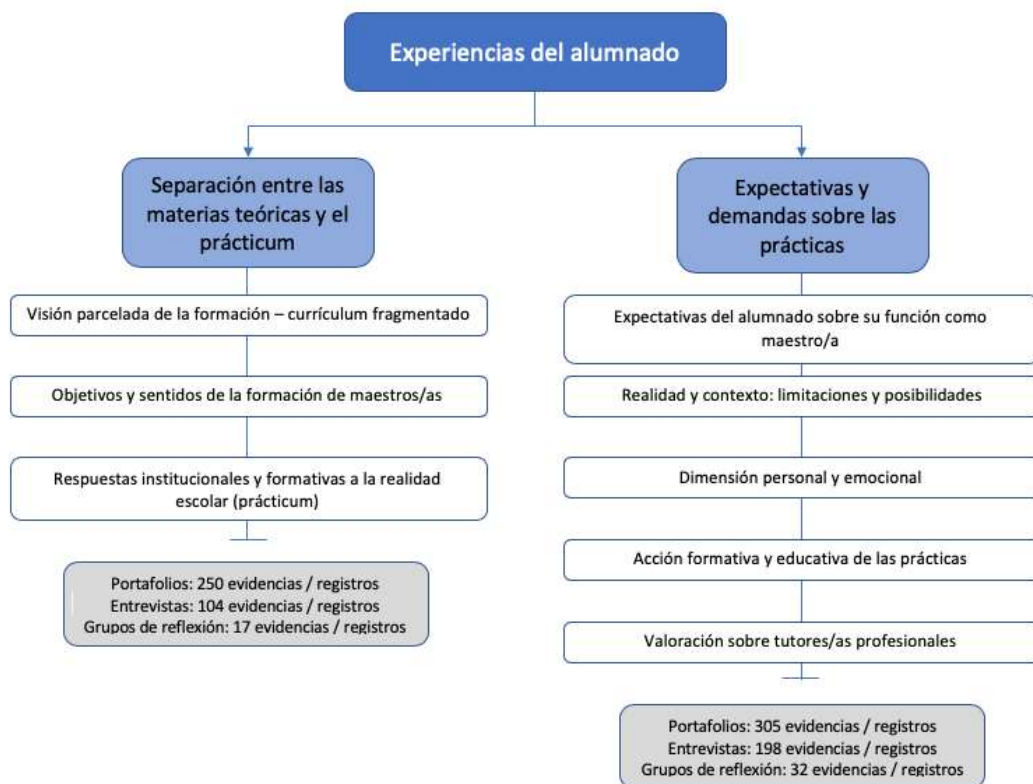 Experiencias del alumnado
Separación entre las
materias teóricas y el
prácticum
Visión parcelada de la formación – currículum fragmentado
Objetivos y sentidos de la formación de maestros/as
Respuestas institucionales y formativas a la realidad
escolar (prácticum)
Portafolios: 250 evidencias / registros
Entrevistas: 104 evidencias / registros
Grupos de reflexión: 17 evidencias / registros
Expectativas y
demandas sobre las
prácticas
Expectativas del alumnado sobre su función como
maestro/a
Realidad y contexto: limitaciones y posibilidades
Dimensión personal y emocional
Acción formativa y educativa de las prácticas
Valoración sobre tutores/as profesionales
Portafolios: 305 evidencias / registros
Entrevistas: 198 evidencias / registros
Grupos de reflexión: 32 evidencias / registros